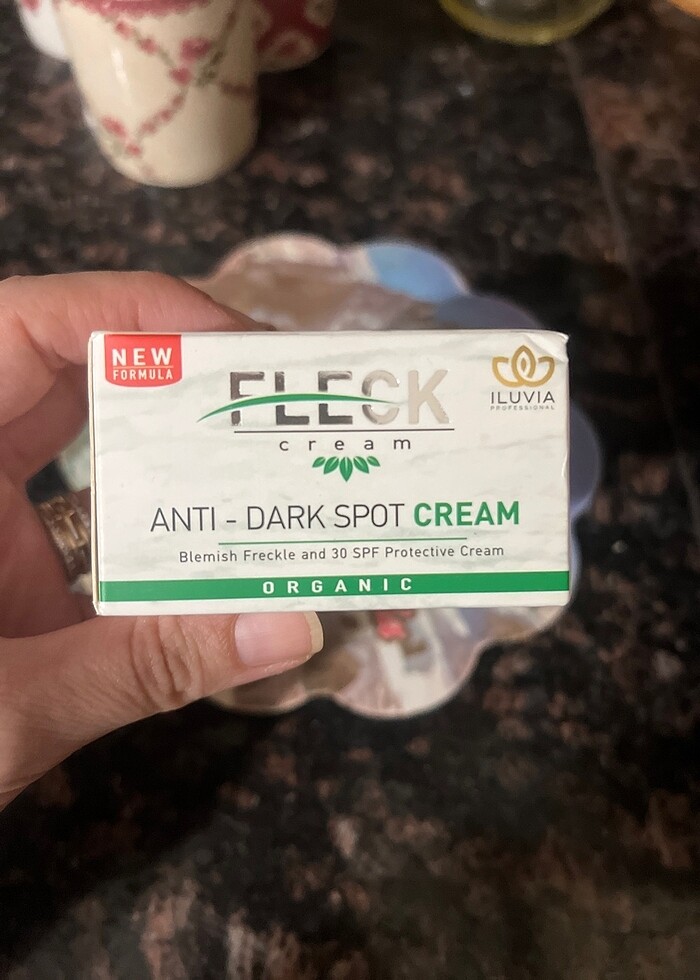 NEW
FORMULA
FLECK
cream
ILUVIA
PROFESSIONAL
ANTI - DARK SPOT CREAM
Blemish Freckle and 30 SPF Protective Cream
ORGANIC